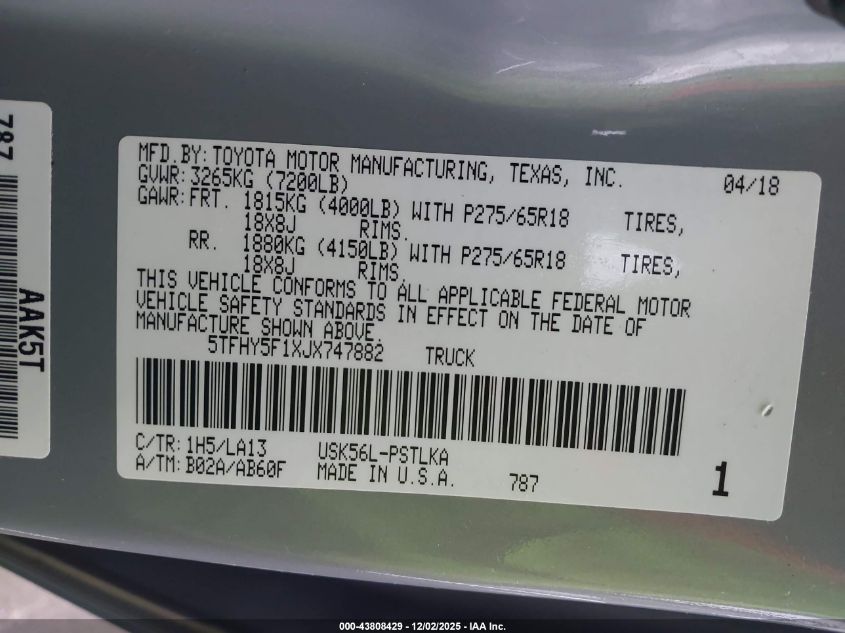 787
AAK5T
MFD.BY:TOYOTA MOTOR MANUFACTURING, TEXAS, INC. 04/18
GVWR:3265KG (7200LB)
GAWR:FRT. 1815KG (4000LB) WITH P275/65R18 TIRES,
18X8J RIMS.
RR. 1880KG (4150LB) WITH P275/65R18 TIRES,
18X8J RIMS.
THIS VEHICLE CONFORMS TO ALL APPLICABLE FEDERAL MOTOR
VEHICLE SAFETY STANDARDS IN EFFECT ON THE DATE OF
MANUFACTURE SHOWN ABOVE.
5TFHY5F1XJX747882 TRUCK
C/TR:1H5/LA13 USK56L-PSTLKA
A/TM:B02A/AB60F MADE IN U.S.A. 787 1
000-43808429 - 12/02/2025 - IAA Inc.